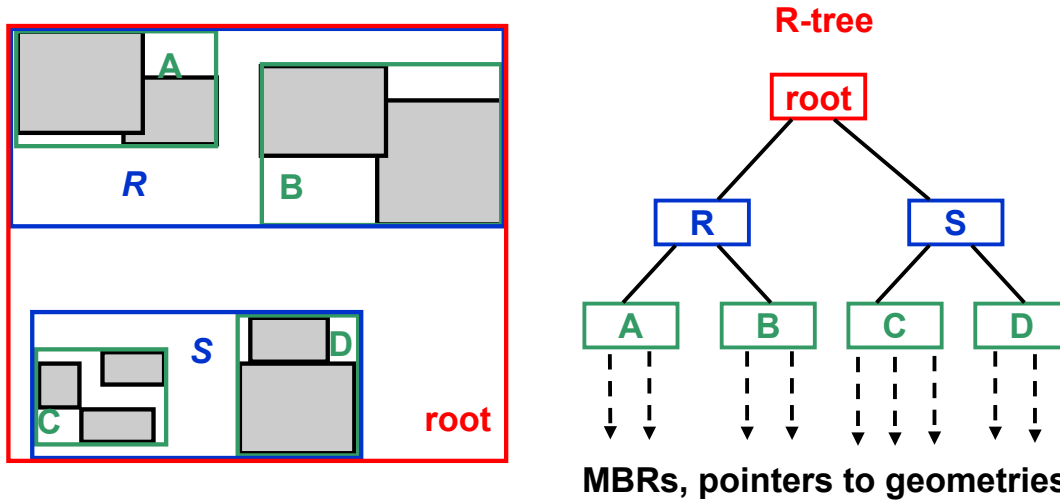 A
R
B
S
D
C
root
R-tree
root
R
S
A
B
C
D
MBRs, pointers to geometries